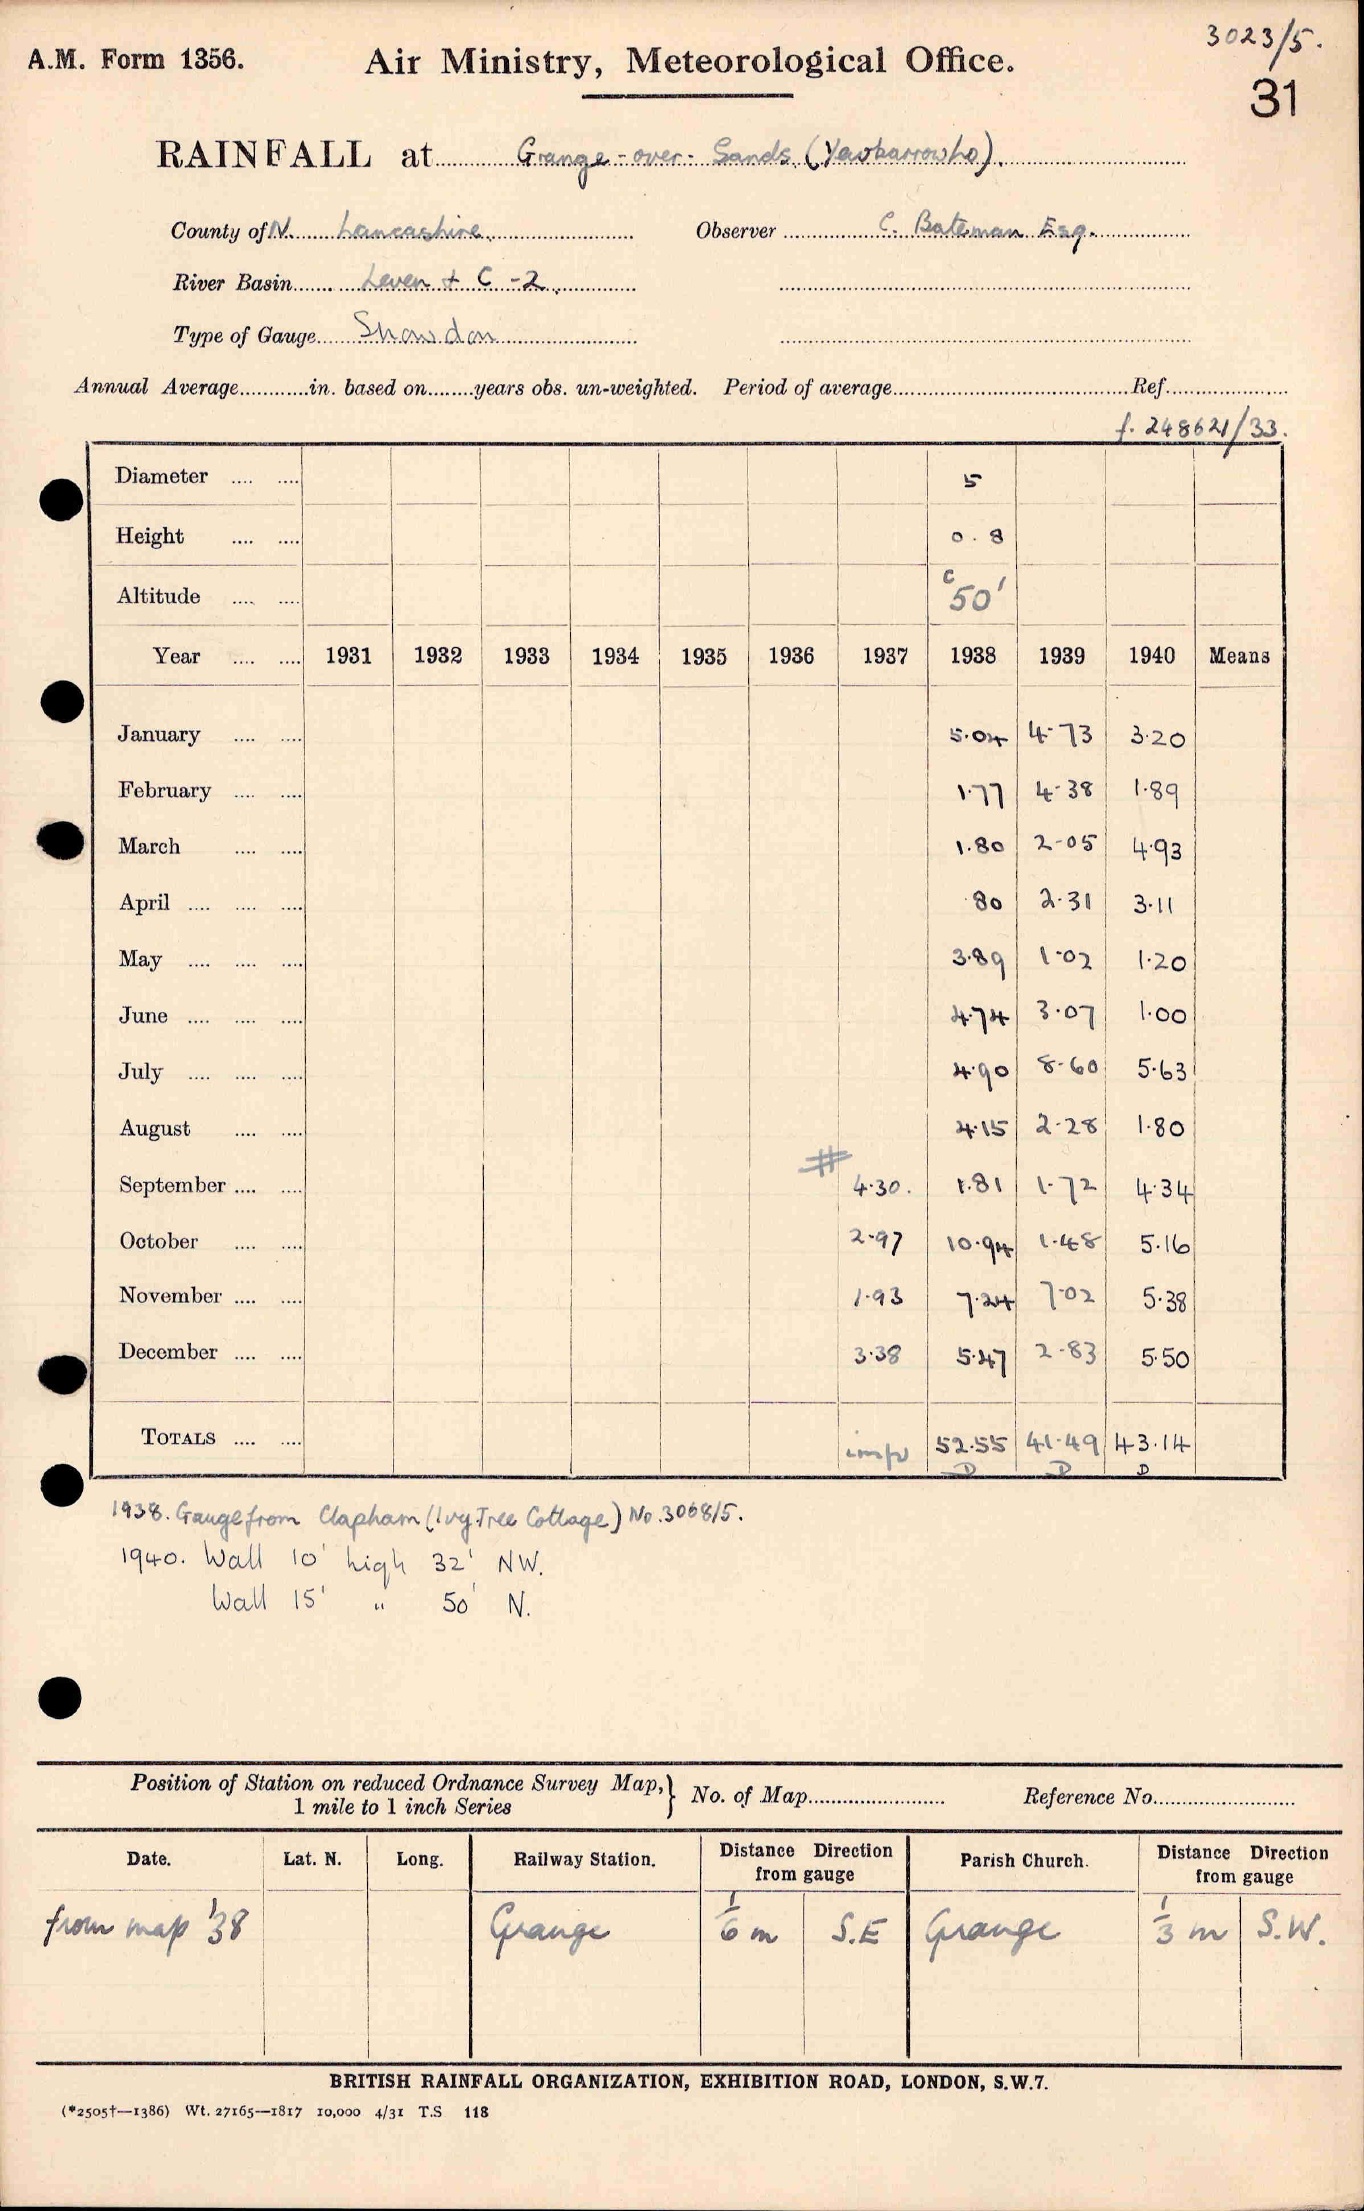 3023/5.
A.M. Form 1356. Air Ministry, Meteorological Office.
31
RAINFALL at Grange-over-Sands (Yewbarrow Ho).
County of N. Lancashire. Observer C. Bateman Esq.
River Basin Leven + C -2.
Type of Gauge Snowdon
Annual Average............in. based on........years obs. un-weighted. Period of average............Ref............
f. 248621/33.
Diameter .... .... 5
Height .... .... 0.8
Altitude .... .... c 50'
Year .... .... 1931 1932 1933 1934 1935 1936 1937 1938 1939 1940 Means
January .... .... 5.04 4.73 3.20
February .... .... 1.77 4.38 1.89
March .... .... 1.80 2.05 4.93
April .... .... .... .80 2.31 3.11
May .... .... .... 3.89 1.02 1.20
June .... .... .... 4.74 3.07 1.00
July .... .... .... 4.90 8.60 5.63
August .... .... 4.15 2.28 1.80
September .... .... # 4.30. 1.81 1.72 4.34
October .... .... 2.97 10.94 1.48 5.16
November .... .... 1.93 7.24 7.02 5.38
December .... .... 3.38 5.47 2.83 5.50
TOTALS .... .... 52.55 41.49 43.14
D D D
1938. Gauge from Clapham (Ivy Tree Cottage) No. 3068/5.
1940. Wall 10' high 32' NW.
Wall 15' " 50' N.
Position of Station on reduced Ordnance Survey Map, } No. of Map............ Reference No............
1 mile to 1 inch Series
Date. Lat. N. Long. Railway Station. Distance Direction from gauge Parish Church. Distance Direction from gauge
from map '38 Grange 1/6 m S.E Grange 1/3 m S.W.
BRITISH RAINFALL ORGANIZATION, EXHIBITION ROAD, LONDON, S.W.7.
(*2505†—1386) Wt. 27165—1817 10,000 4/31 T.S 118